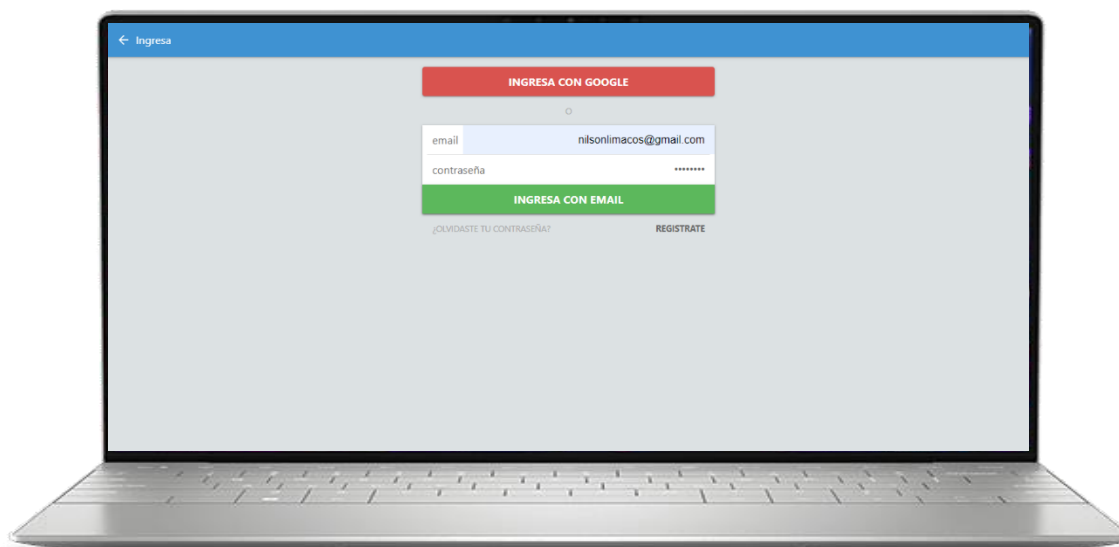 ← Ingresa
INGRESA CON GOOGLE
O
email nilsonlimacos@gmail.com
contraseña ••••••••
INGRESA CON EMAIL
¿OLVIDASTE TU CONTRASEÑA? REGISTRATE